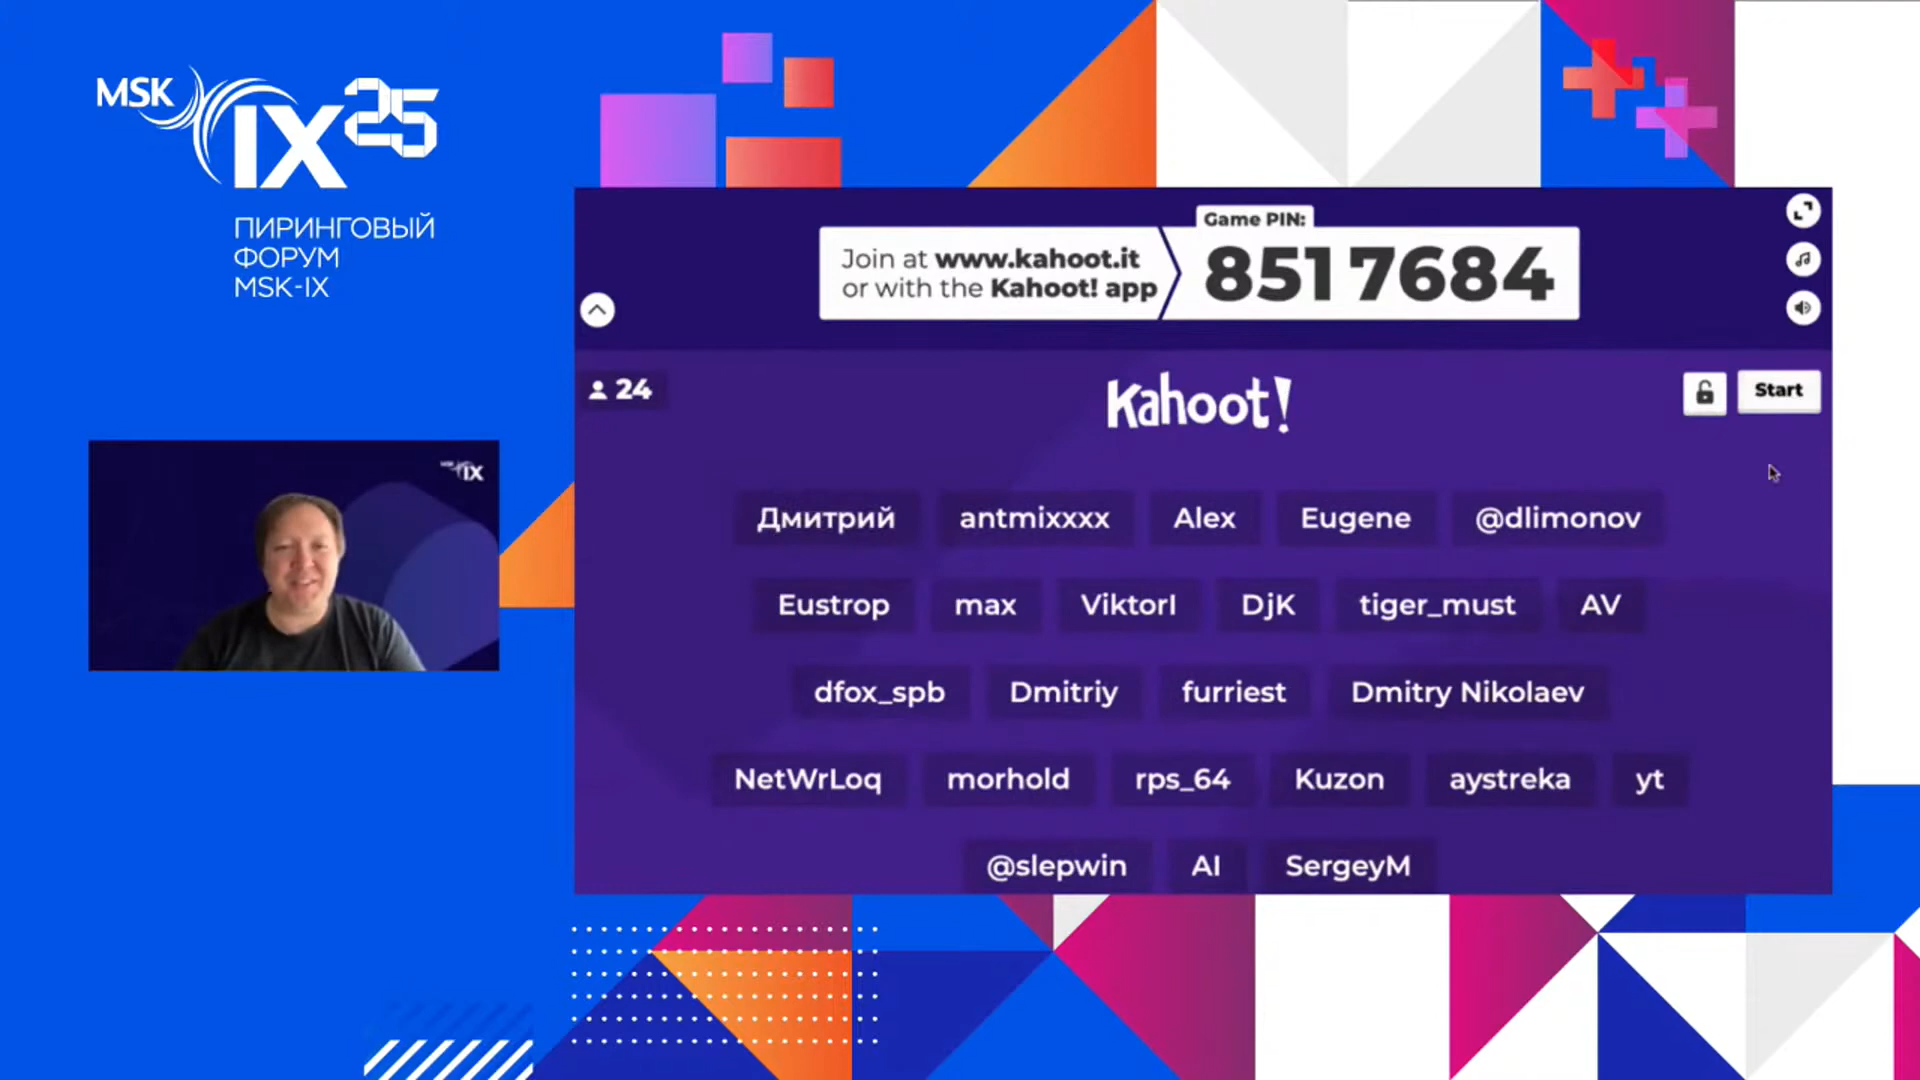 MSK IX 25
ПИРИНГОВЫЙ
ФОРУМ
MSK-IX
Game PIN:
Join at www.kahoot.it
or with the Kahoot! app
851 7684
24
Kahoot!
Start
MSK IX
Дмитрий antmixxxx Alex Eugene @dlimonov
Eustrop max ViktorI DjK tiger_must AV
dfox_spb Dmitriy furriest Dmitry Nikolaev
NetWrLoq morhold rps_64 Kuzon aystreka yt
@slepwin AI SergeyM